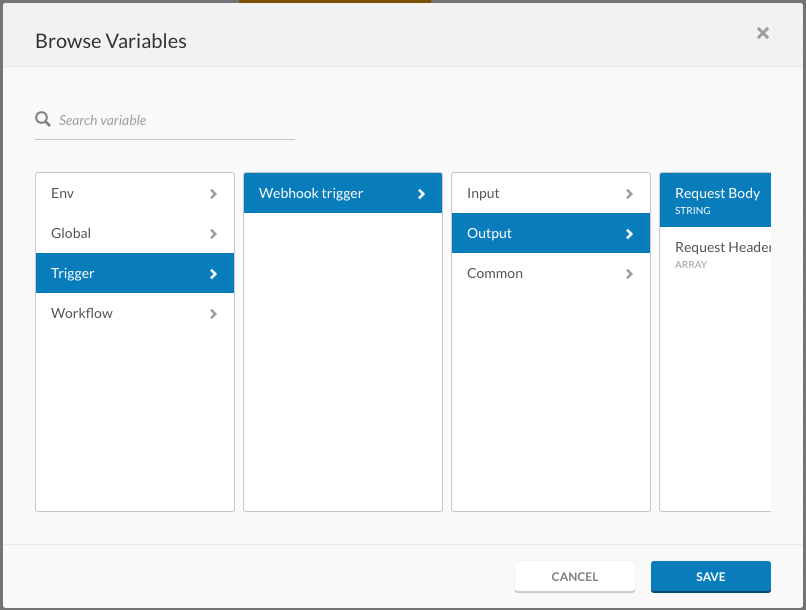 Browse Variables
Search variable
Env
Global
Trigger
Workflow
Webhook trigger
Input
Output
Common
Request Body
STRING
Request Header
ARRAY
CANCEL
SAVE